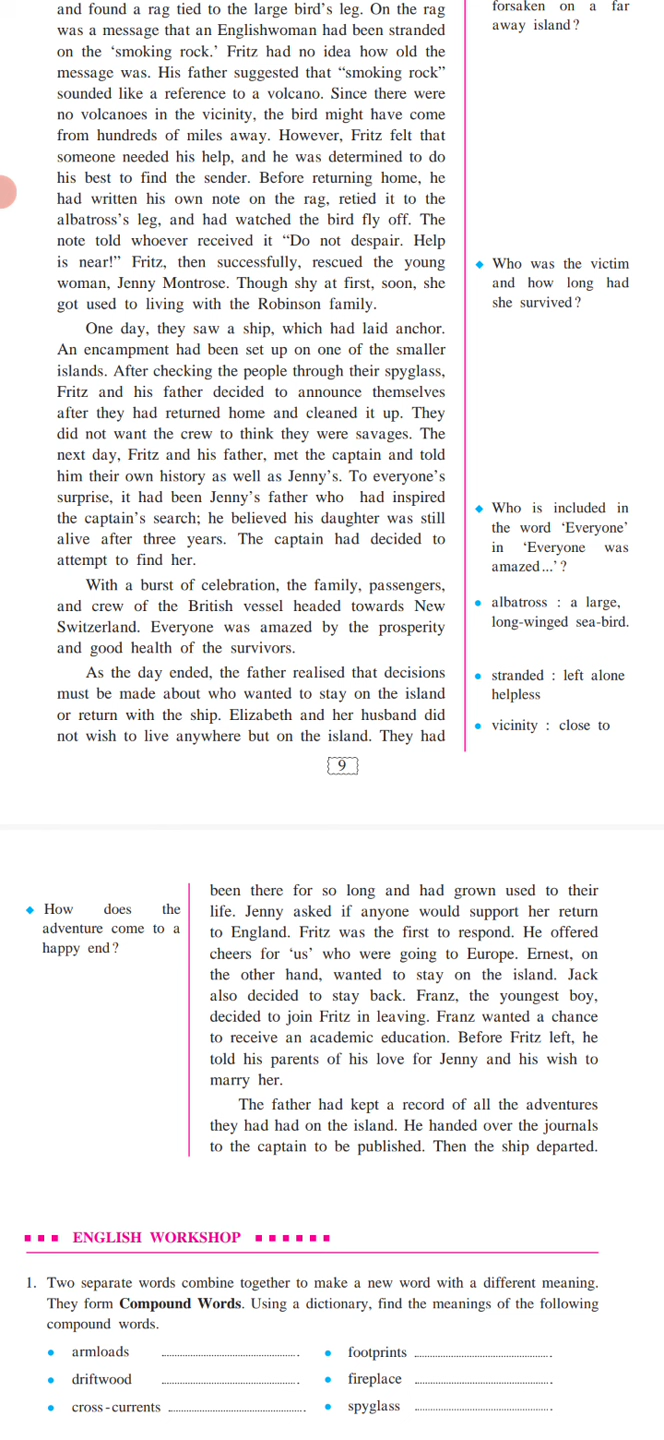 and found a rag tied to the large bird's leg. On the rag
was a message that an Englishwoman had been stranded
on the 'smoking rock.' Fritz had no idea how old the
message was. His father suggested that “smoking rock”
sounded like a reference to a volcano. Since there were
no volcanoes in the vicinity, the bird might have come
from hundreds of miles away. However, Fritz felt that
someone needed his help, and he was determined to do
his best to find the sender. Before returning home, he
had written his own note on the rag, retied it to the
albatross's leg, and had watched the bird fly off. The
note told whoever received it “Do not despair. Help
is near!” Fritz, then successfully, rescued the young
woman, Jenny Montrose. Though shy at first, soon, she
got used to living with the Robinson family.
One day, they saw a ship, which had laid anchor.
An encampment had been set up on one of the smaller
islands. After checking the people through their spyglass,
Fritz and his father decided to announce themselves
after they had returned home and cleaned it up. They
did not want the crew to think they were savages. The
next day, Fritz and his father, met the captain and told
him their own history as well as Jenny's. To everyone's
surprise, it had been Jenny's father who had inspired
the captain's search; he believed his daughter was still
alive after three years. The captain had decided to
attempt to find her.
With a burst of celebration, the family, passengers,
and crew of the British vessel headed towards New
Switzerland. Everyone was amazed by the prosperity
and good health of the survivors.
As the day ended, the father realised that decisions
must be made about who wanted to stay on the island
or return with the ship. Elizabeth and her husband did
not wish to live anywhere but on the island. They had
forsaken on a far
away island?
◆ Who was the victim
and how long had
she survived?
◆ Who is included in
the word 'Everyone'
in 'Everyone was
amazed...'?
• albatross : a large,
long-winged sea-bird.
• stranded : left alone
helpless
• vicinity : close to
9
◆ How does the
adventure come to a
happy end?
been there for so long and had grown used to their
life. Jenny asked if anyone would support her return
to England. Fritz was the first to respond. He offered
cheers for 'us' who were going to Europe. Ernest, on
the other hand, wanted to stay on the island. Jack
also decided to stay back. Franz, the youngest boy,
decided to join Fritz in leaving. Franz wanted a chance
to receive an academic education. Before Fritz left, he
told his parents of his love for Jenny and his wish to
marry her.
The father had kept a record of all the adventures
they had had on the island. He handed over the journals
to the captain to be published. Then the ship departed.
ENGLISH WORKSHOP
1. Two separate words combine together to make a new word with a different meaning.
They form Compound Words. Using a dictionary, find the meanings of the following
compound words.
• armloads ........................ • footprints ........................
• driftwood ........................ • fireplace ........................
• cross-currents ........................ • spyglass ........................